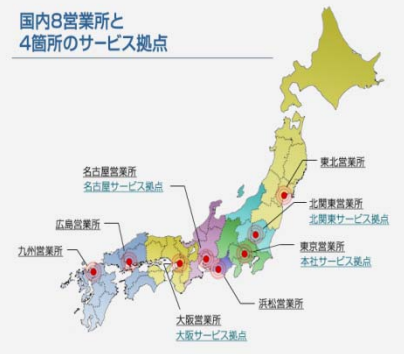 国内8営業所と
4箇所のサービス拠点
東北営業所
名古屋営業所
名古屋サービス拠点
北関東営業所
北関東サービス拠点
広島営業所
九州営業所
東京営業所
本社サービス拠点
浜松営業所
大阪営業所
大阪サービス拠点